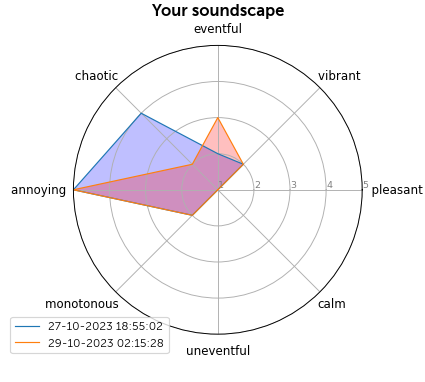 Your soundscape
eventful
chaotic
vibrant
annoying
1 2 3 4 5
pleasant
monotonous
calm
uneventful
27-10-2023 18:55:02
29-10-2023 02:15:28